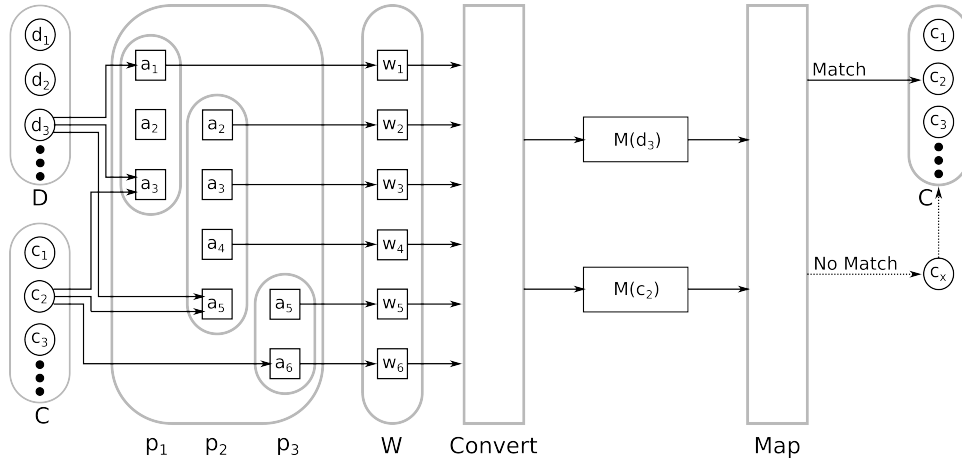 d₁
d₂
d₃
D
c₁
c₂
c₃
C
a₁
a₂
a₃
a₂
a₃
a₄
a₅
a₅
a₆
p₁ p₂ p₃
w₁
w₂
w₃
w₄
w₅
w₆
W
Convert
M(d₃)
M(c₂)
Map
Match
No Match
c₁
c₂
c₃
C
cₓ